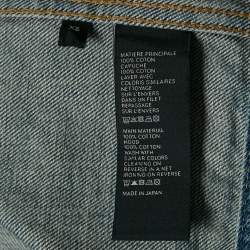 XS
MATIERE PRINCIPALE
100% COTON
CAPUCHE
100% COTON
LAVER AVEC
COLORIS SIMILAIRES
NETTOYAGE
SUR L'ENVERS
DANS UN FILET
REPASSAGE
SUR L'ENVERS
MAIN MATERIAL
100% COTTON
HOOD
100% COTTON
WASH WITH
SIMILAR COLORS
CLEANING ON
REVERSE IN A NET
IRONING ON REVERSE
MADE IN JAPAN